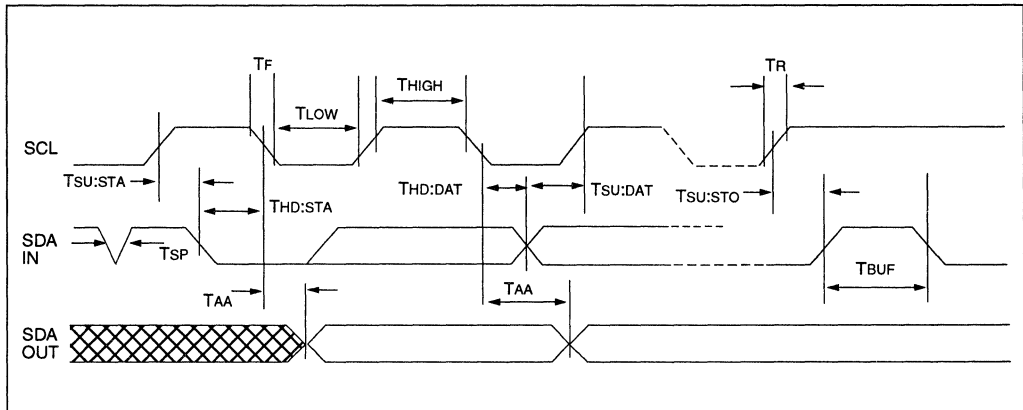 TF
TR
THIGH
TLOW
SCL
TSU:STA
THD:STA
THD:DAT
TSU:DAT
TSU:STO
SDA
IN
TSP
TBUF
TAA
TAA
SDA
OUT